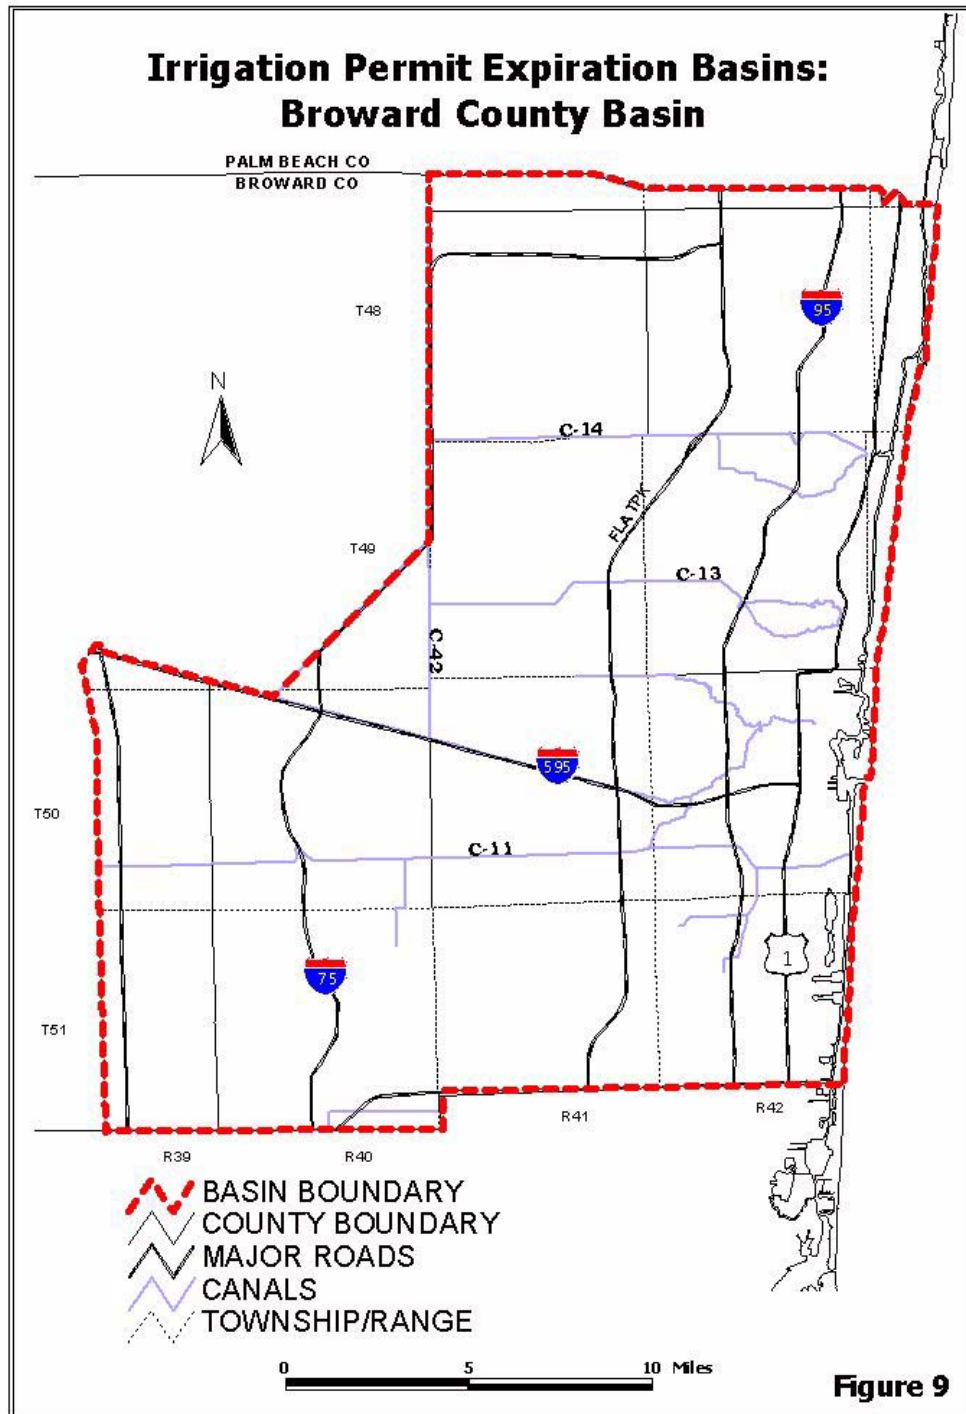 Irrigation Permit Expiration Basins:
Broward County Basin
PALM BEACH CO
BROWARD CO
T48
95
N
C-14
FLA TPK
T49
C-13
C-42
595
T50
C-11
1
75
T51
R41
R42
R39
R40
BASIN BOUNDARY
COUNTY BOUNDARY
MAJOR ROADS
CANALS
TOWNSHIP/RANGE
0 5 10 Miles
Figure 9